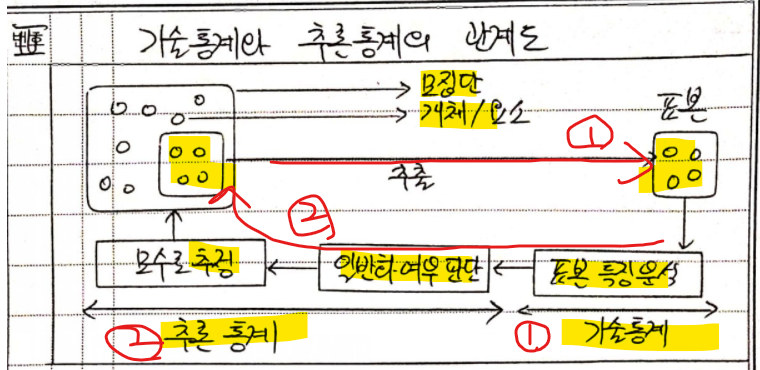 기술통계와 추론통계의 관계도
모집단
개체/요소
표본
①
추출
②
모수로 추정
일반화 여부 판단
표본 특징 분석
② 추론 통계
① 기술통계